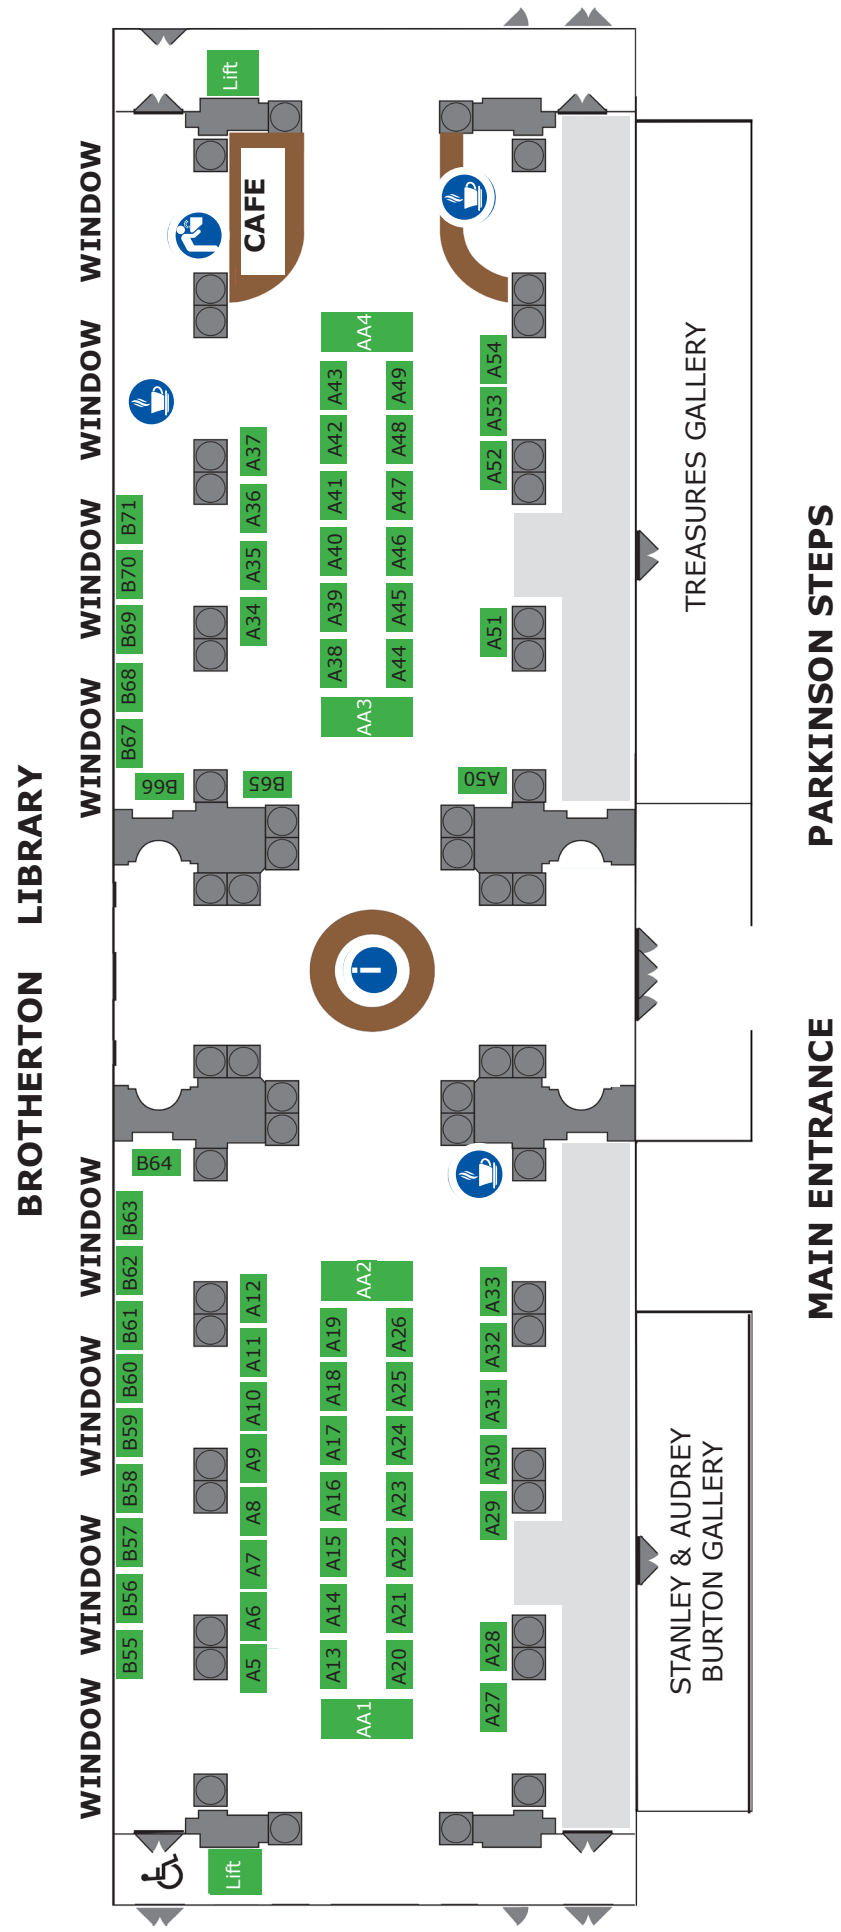 Lift
CAFE
WINDOW
WINDOW
WINDOW
WINDOW
BROTHERTON LIBRARY
AA4
A43
A42
A41
A40
A39
A38
A49
A48
A47
A46
A45
A44
AA3
A54
A53
A52
A51
A50
A37
A36
A35
A34
B71
B70
B69
B68
B67
B66
B65
TREASURES GALLERY
PARKINSON STEPS
i
MAIN ENTRANCE
WINDOW
WINDOW
WINDOW
WINDOW
B64
B63
B62
B61
B60
B59
B58
B57
B56
B55
A12
A11
A10
A9
A8
A7
A6
A5
AA2
A19
A18
A17
A16
A15
A14
A13
A26
A25
A24
A23
A22
A21
A20
AA1
A33
A32
A31
A30
A29
A28
A27
STANLEY & AUDREY
BURTON GALLERY
Lift